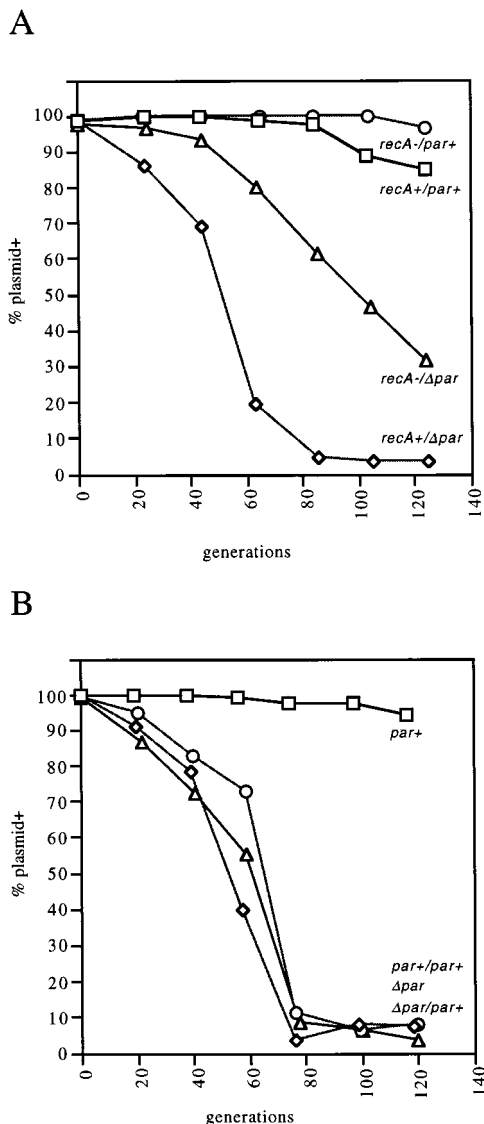 A
100
90
80
70
60
50
40
30
20
10
0
% plasmid+
recA-/par+
recA+/par+
recA-/Δpar
recA+/Δpar
0
20
40
60
80
100
120
140
generations
B
100
90
80
70
60
50
40
30
20
10
0
% plasmid+
par+
par+/par+
Δpar
Δpar/par+
0
20
40
60
80
100
120
140
generations